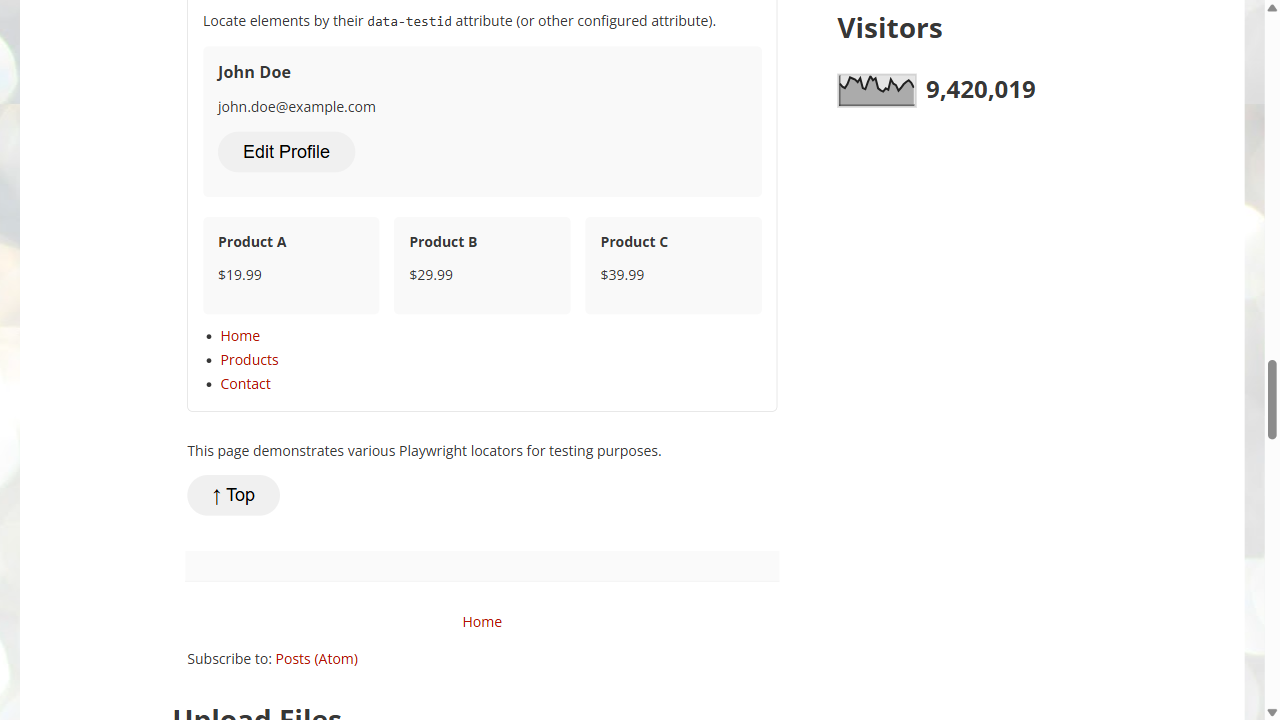 Locate elements by their data-testid attribute (or other configured attribute).
John Doe
john.doe@example.com
Edit Profile
Product A
$19.99
Product B
$29.99
Product C
$39.99
Home
Products
Contact
This page demonstrates various Playwright locators for testing purposes.
↑ Top
Home
Subscribe to: Posts (Atom)
Upload Files
Visitors
9,420,019